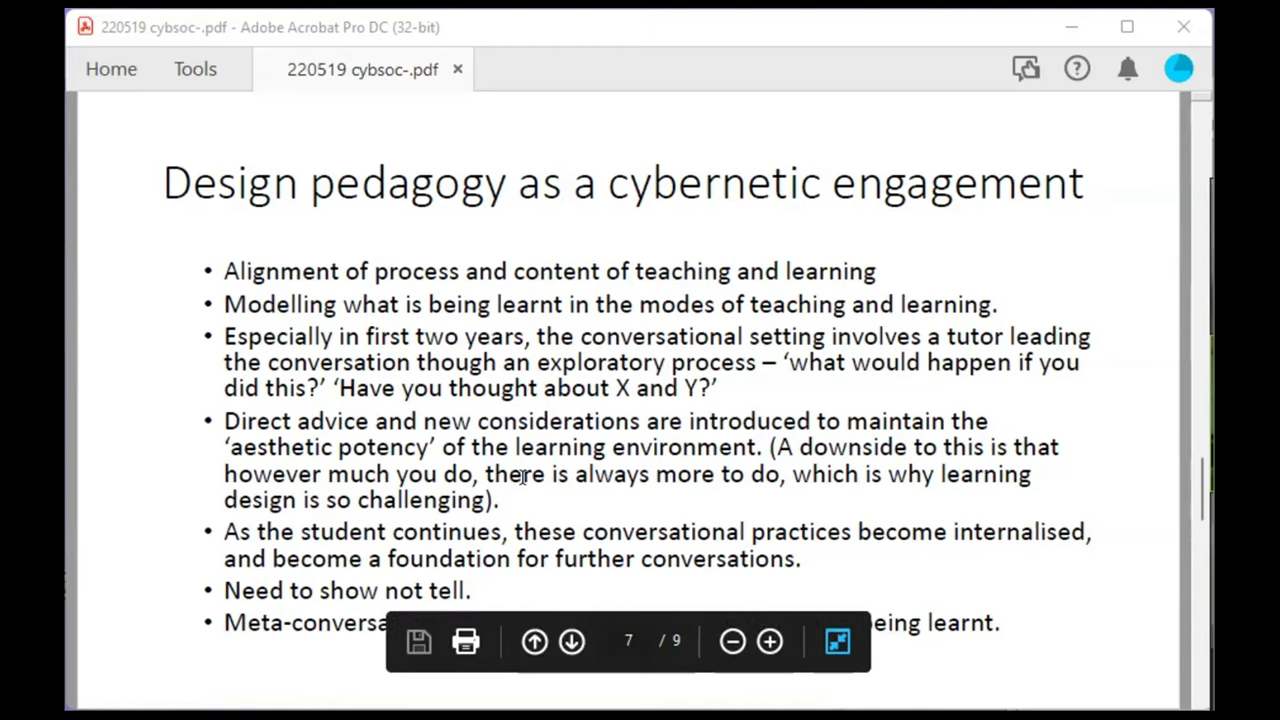 220519 cybsoc-.pdf - Adobe Acrobat Pro DC (32-bit)
Home Tools 220519 cybsoc-.pdf
Design pedagogy as a cybernetic engagement
• Alignment of process and content of teaching and learning
• Modelling what is being learnt in the modes of teaching and learning.
• Especially in first two years, the conversational setting involves a tutor leading
the conversation though an exploratory process – ‘what would happen if you
did this?’ ‘Have you thought about X and Y?’
• Direct advice and new considerations are introduced to maintain the
‘aesthetic potency’ of the learning environment. (A downside to this is that
however much you do, there is always more to do, which is why learning
design is so challenging).
• As the student continues, these conversational practices become internalised,
and become a foundation for further conversations.
• Need to show not tell.
• being learnt.
7 / 9